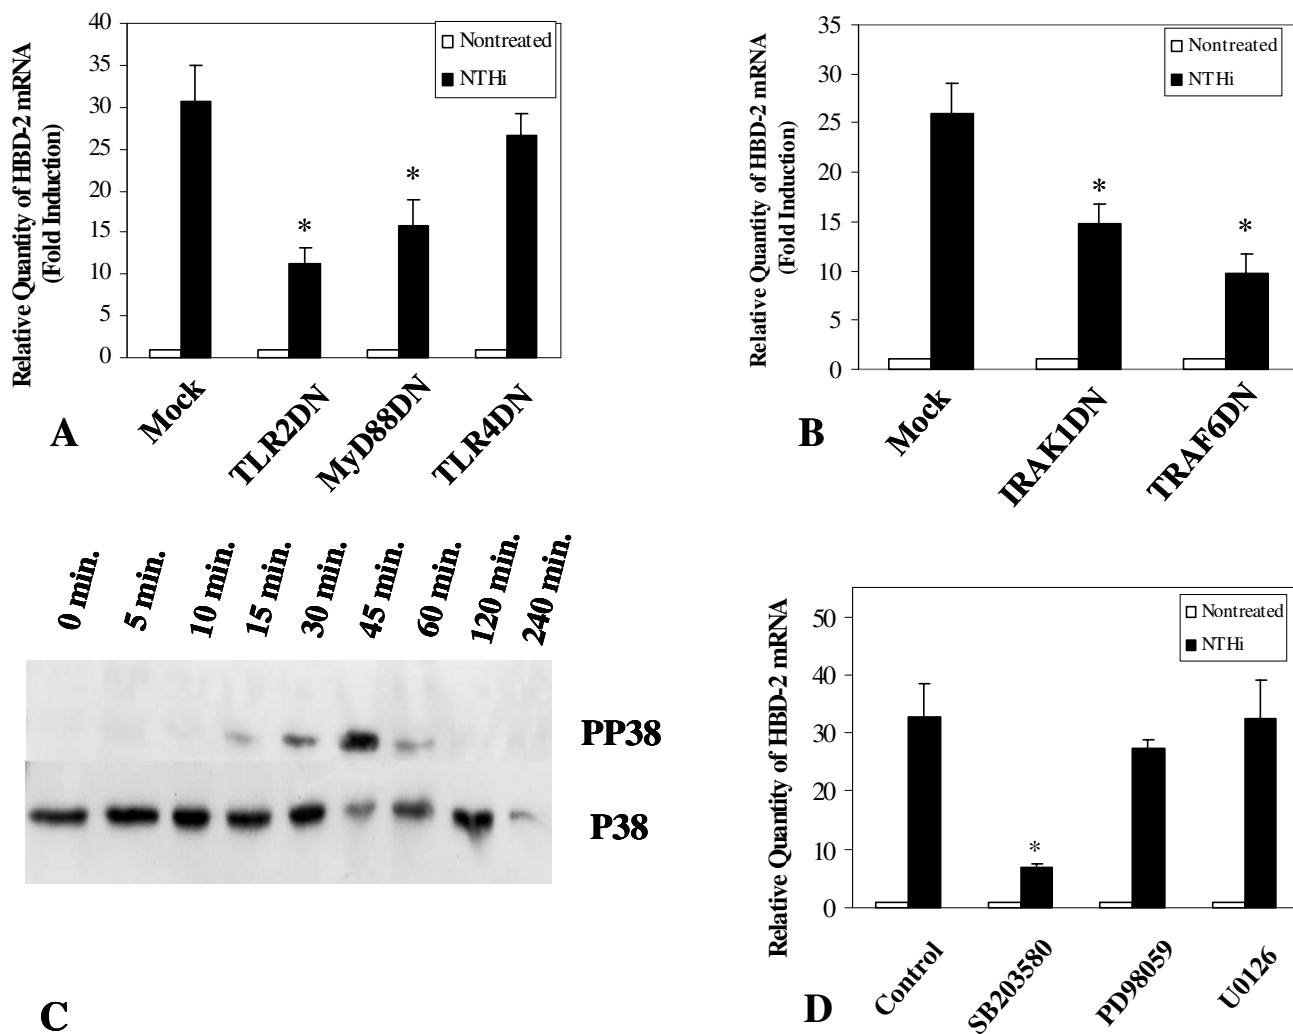 Relative Quantity of HBD-2 mRNA
(Fold Induction)
40
35
30
25
20
15
10
5
0
Nontreated
NTHi
*
*
Mock
TLR2DN
MyD88DN
TLR4DN
A
Relative Quantity of HBD-2 mRNA
(Fold Induction)
35
30
25
20
15
10
5
0
Nontreated
NTHi
*
*
Mock
IRAK1DN
TRAF6DN
B
0 min.
5 min.
10 min.
15 min.
30 min.
45 min.
60 min.
120 min.
240 min.
PP38
P38
C
Relative Quantity of HBD-2 mRNA
50
40
30
20
10
0
Nontreated
NTHi
*
Control
SB203580
PD98059
U0126
D